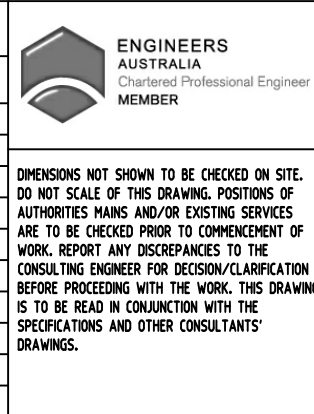 ENGINEERS
AUSTRALIA
Chartered Professional Engineer
MEMBER
DIMENSIONS NOT SHOWN TO BE CHECKED ON SITE.
DO NOT SCALE OF THIS DRAWING. POSITIONS OF
AUTHORITIES MAINS AND/OR EXISTING SERVICES
ARE TO BE CHECKED PRIOR TO COMMENCEMENT OF
WORK. REPORT ANY DISCREPANCIES TO THE
CONSULTING ENGINEER FOR DECISION/CLARIFICATION
BEFORE PROCEEDING WITH THE WORK. THIS DRAWING
IS TO BE READ IN CONJUNCTION WITH THE
SPECIFICATIONS AND OTHER CONSULTANTS'
DRAWINGS.